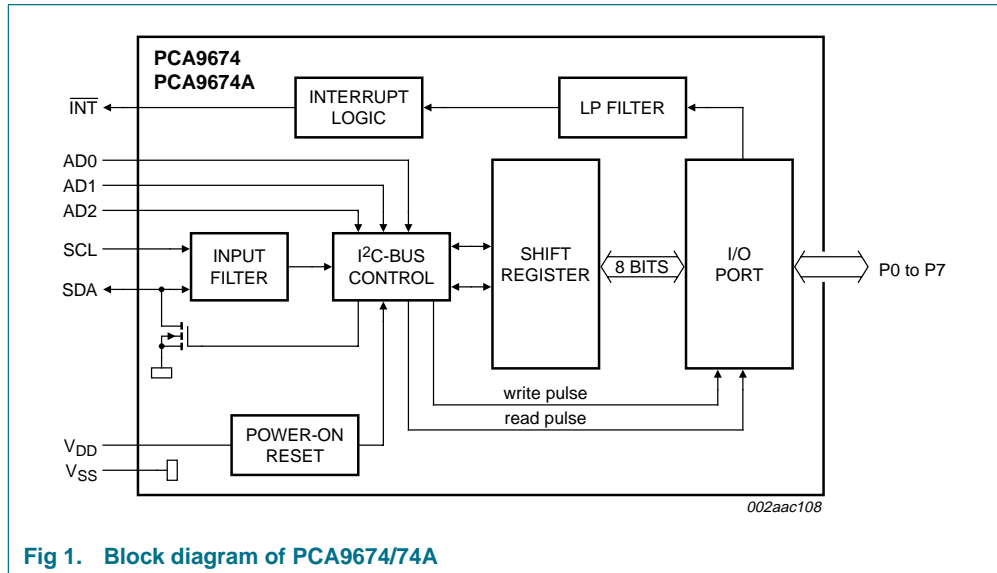 PCA9674
PCA9674A
INT
INTERRUPT
LOGIC
LP FILTER
AD0
AD1
AD2
SCL
SDA
INPUT
FILTER
I²C-BUS
CONTROL
SHIFT
REGISTER
8 BITS
I/O
PORT
P0 to P7
write pulse
read pulse
VDD
VSS
POWER-ON
RESET
002aac108
Fig 1. Block diagram of PCA9674/74A